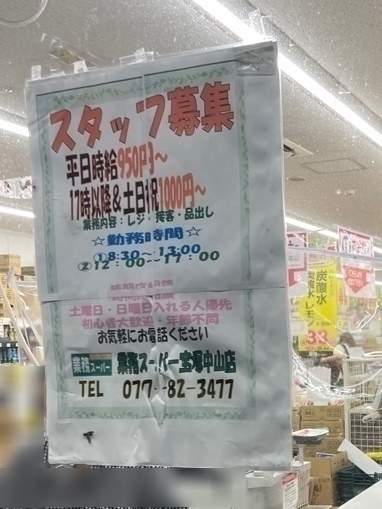 スタッフ募集
平日時給950円～
17時以降＆土日祝1000円～
業務内容：レジ・接客・品出し
☆勤務時間☆
①8:30～13:00
②12:00～17:00
土曜日・日曜日入れる人優先
初心者大歓迎・年齢不問
お気軽にお電話ください
業務スーパー 業務スーパー宝塚中山店
TEL
82-3477
炭酸水